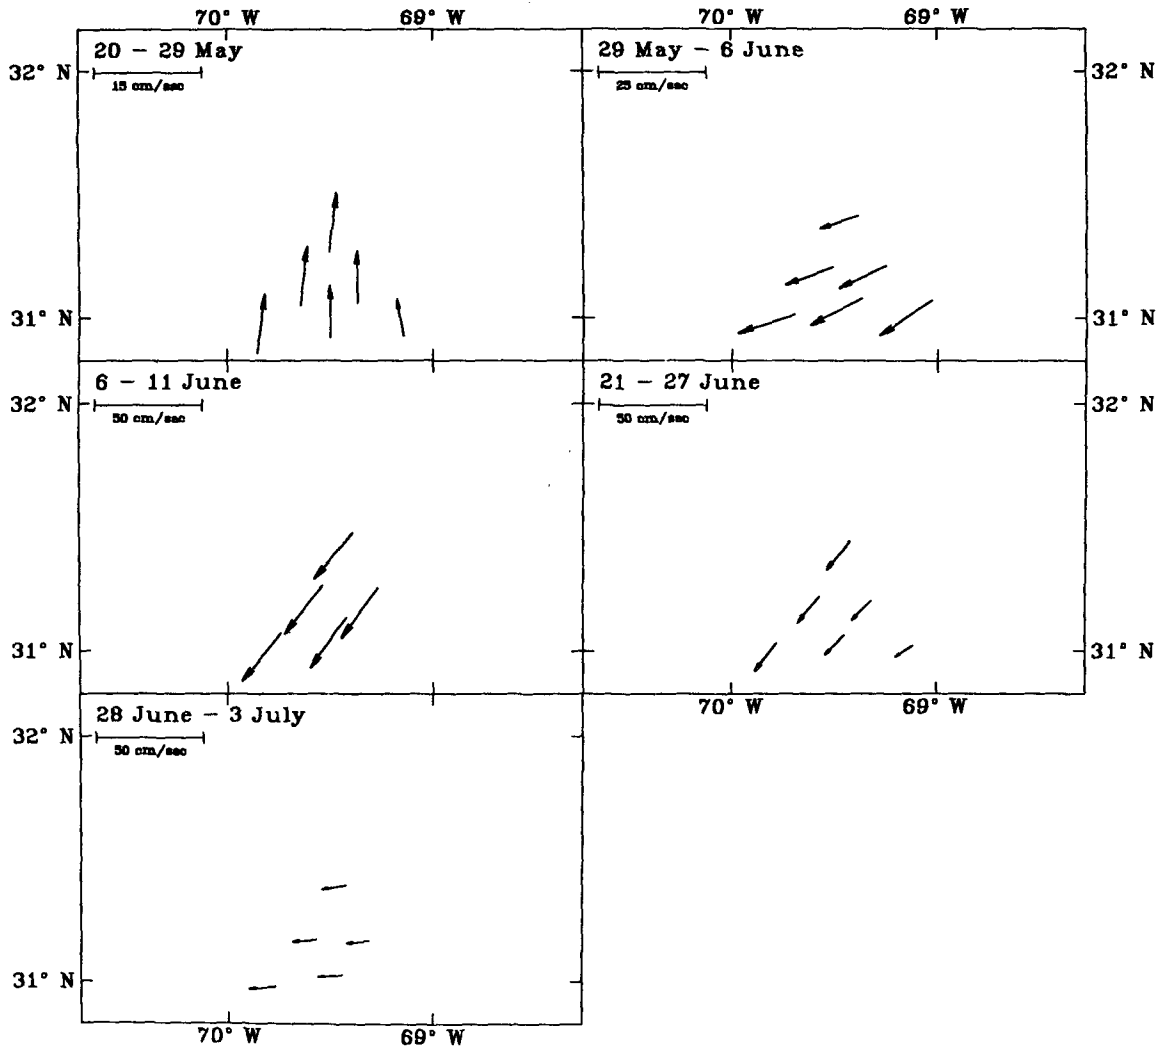 70° W 69° W 70° W 69° W
20 – 29 May 29 May – 6 June
32° N 32° N
15 cm/sec 25 cm/sec
31° N 31° N
6 – 11 June 21 – 27 June
32° N 32° N
50 cm/sec 50 cm/sec
31° N 31° N
70° W 69° W
28 June – 3 July
32° N
50 cm/sec
31° N
70° W 69° W